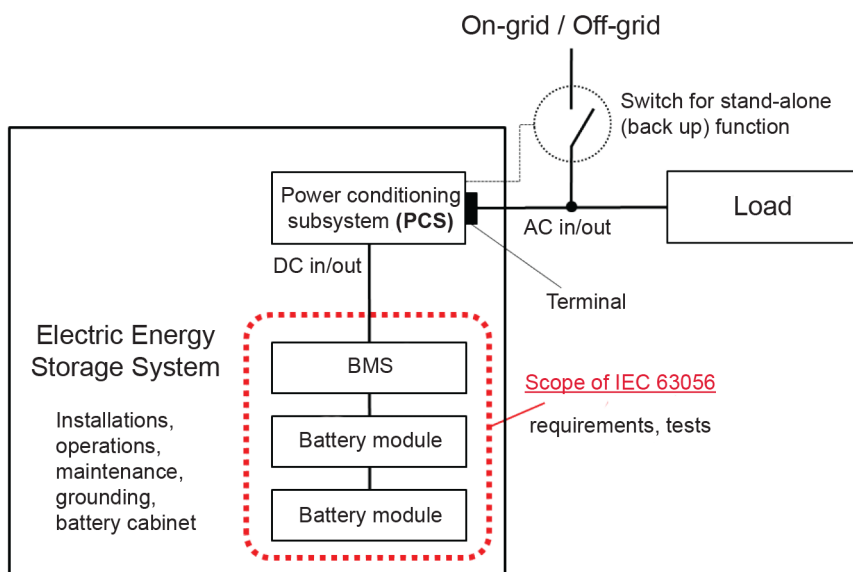 On-grid / Off-grid
Switch for stand-alone
(back up) function
Power conditioning
subsystem (PCS)
Load
AC in/out
DC in/out
Terminal
Electric Energy
Storage System
BMS
Scope of IEC 63056
requirements, tests
Installations,
operations,
maintenance,
grounding,
battery cabinet
Battery module
Battery module